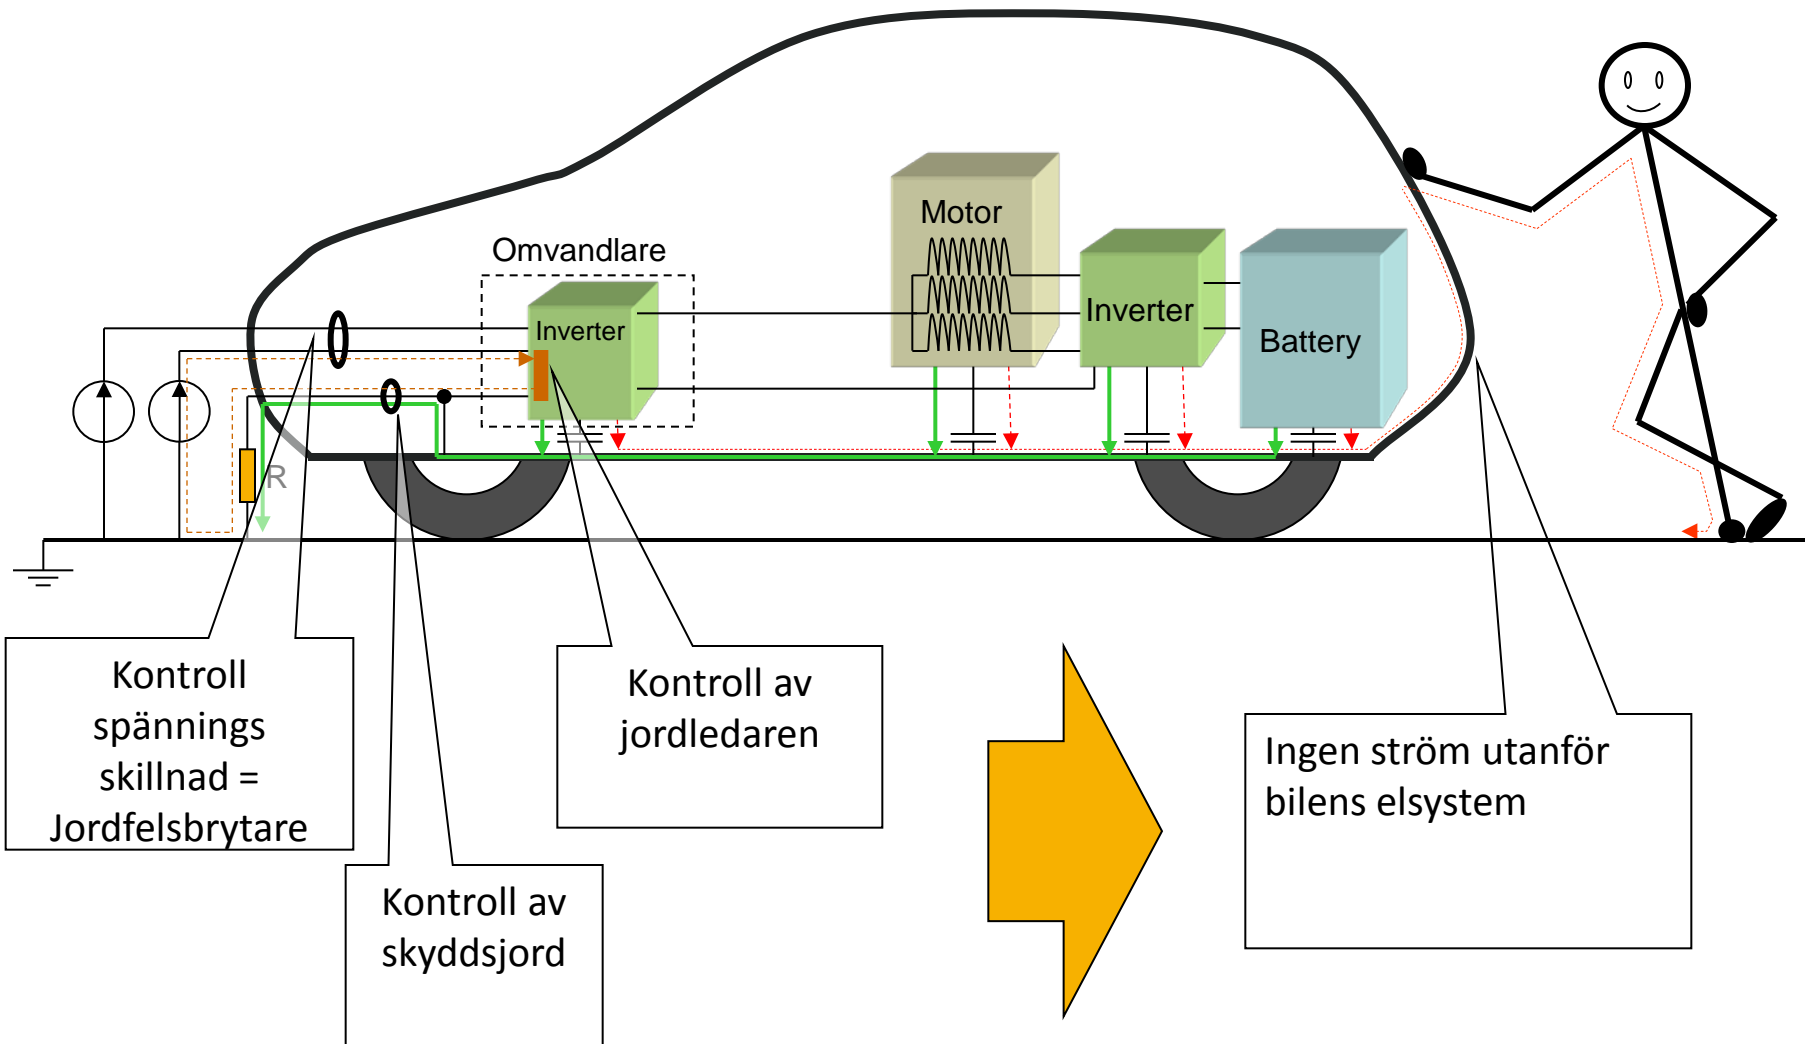 Motor
Omvandlare
Inverter
Inverter
Battery
R
Kontroll
spännings
skillnad =
Jordfelsbrytare
Kontroll av
jordledaren
Kontroll av
skyddsjord
Ingen ström utanför
bilens elsystem